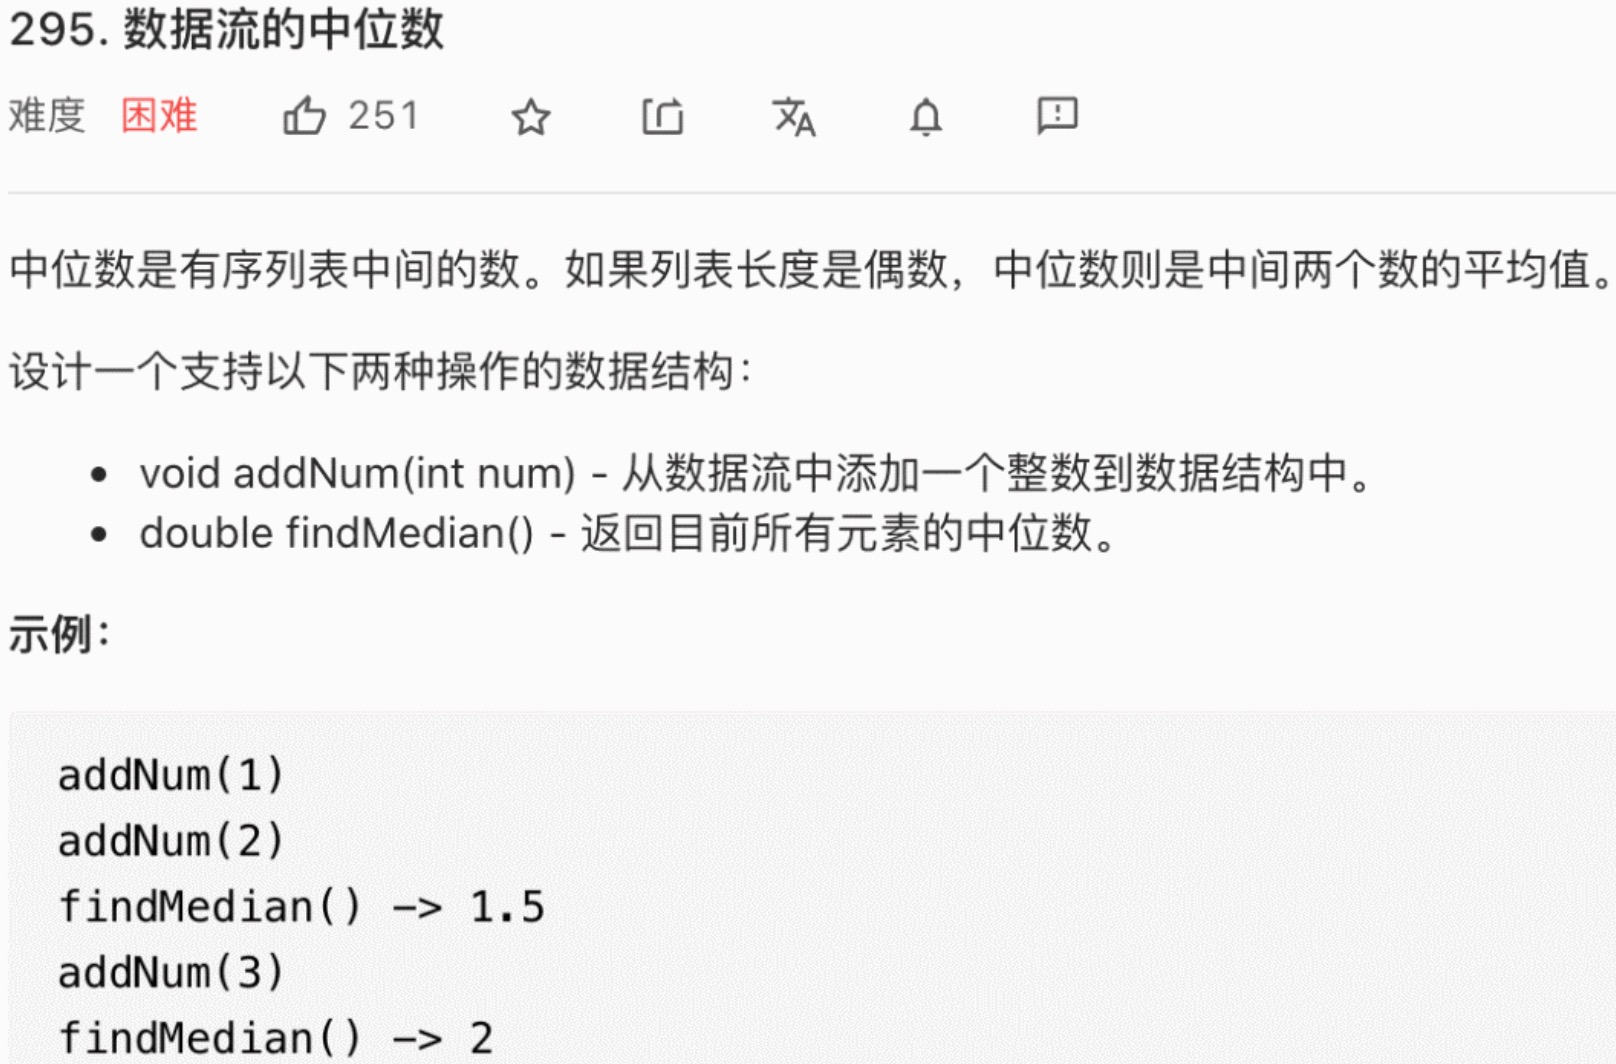 295. 数据流的中位数
难度 困难 251
中位数是有序列表中间的数。如果列表长度是偶数，中位数则是中间两个数的平均值。
设计一个支持以下两种操作的数据结构：
• void addNum(int num) - 从数据流中添加一个整数到数据结构中。
• double findMedian() - 返回目前所有元素的中位数。
示例：
addNum(1)
addNum(2)
findMedian() -> 1.5
addNum(3)
findMedian() -> 2